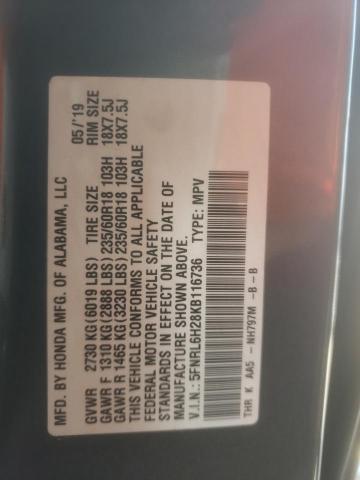 MFD. BY HONDA MFG. OF ALABAMA, LLC 05/'19
GVWR 2730 KG(6019 LBS) TIRE SIZE RIM SIZE
GAWR F 1310 KG(2888 LBS) 235/60R18 103H 18X7.5J
GAWR R 1465 KG(3230 LBS) 235/60R18 103H 18X7.5J
THIS VEHICLE CONFORMS TO ALL APPLICABLE
FEDERAL MOTOR VEHICLE SAFETY
STANDARDS IN EFFECT ON THE DATE OF
MANUFACTURE SHOWN ABOVE.
V.I.N.: 5FNRL6H28KB116736 TYPE: MPV
THR K AA5 - NH797M -B-B